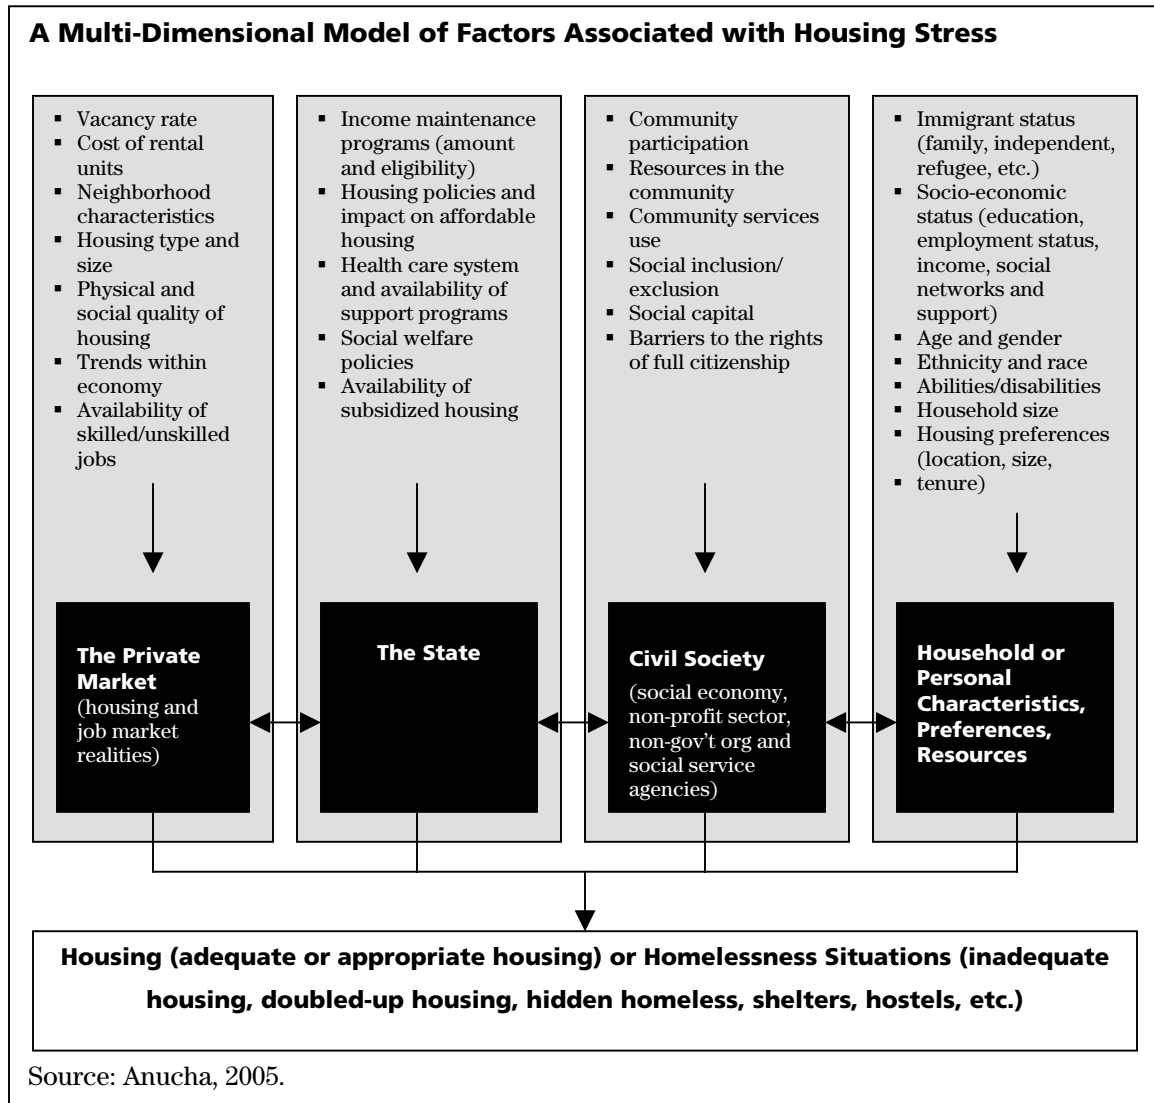 A Multi-Dimensional Model of Factors Associated with Housing Stress
▪ Vacancy rate
▪ Cost of rental
units
▪ Neighborhood
characteristics
▪ Housing type and
size
▪ Physical and
social quality of
housing
▪ Trends within
economy
▪ Availability of
skilled/unskilled
jobs
The Private
Market
(housing and
job market
realities)
▪ Income maintenance
programs (amount
and eligibility)
▪ Housing policies and
impact on affordable
housing
▪ Health care system
and availability of
support programs
▪ Social welfare
policies
▪ Availability of
subsidized housing
The State
▪ Community
participation
▪ Resources in the
community
▪ Community services
use
▪ Social inclusion/
exclusion
▪ Social capital
▪ Barriers to the rights
of full citizenship
Civil Society
(social economy,
non-profit sector,
non-gov't org and
social service
agencies)
▪ Immigrant status
(family, independent,
refugee, etc.)
▪ Socio-economic
status (education,
employment status,
income, social
networks and
support)
▪ Age and gender
▪ Ethnicity and race
▪ Abilities/disabilities
▪ Household size
▪ Housing preferences
(location, size,
▪ tenure)
Household or
Personal
Characteristics,
Preferences,
Resources
Housing (adequate or appropriate housing) or Homelessness Situations (inadequate
housing, doubled-up housing, hidden homeless, shelters, hostels, etc.)
Source: Anucha, 2005.